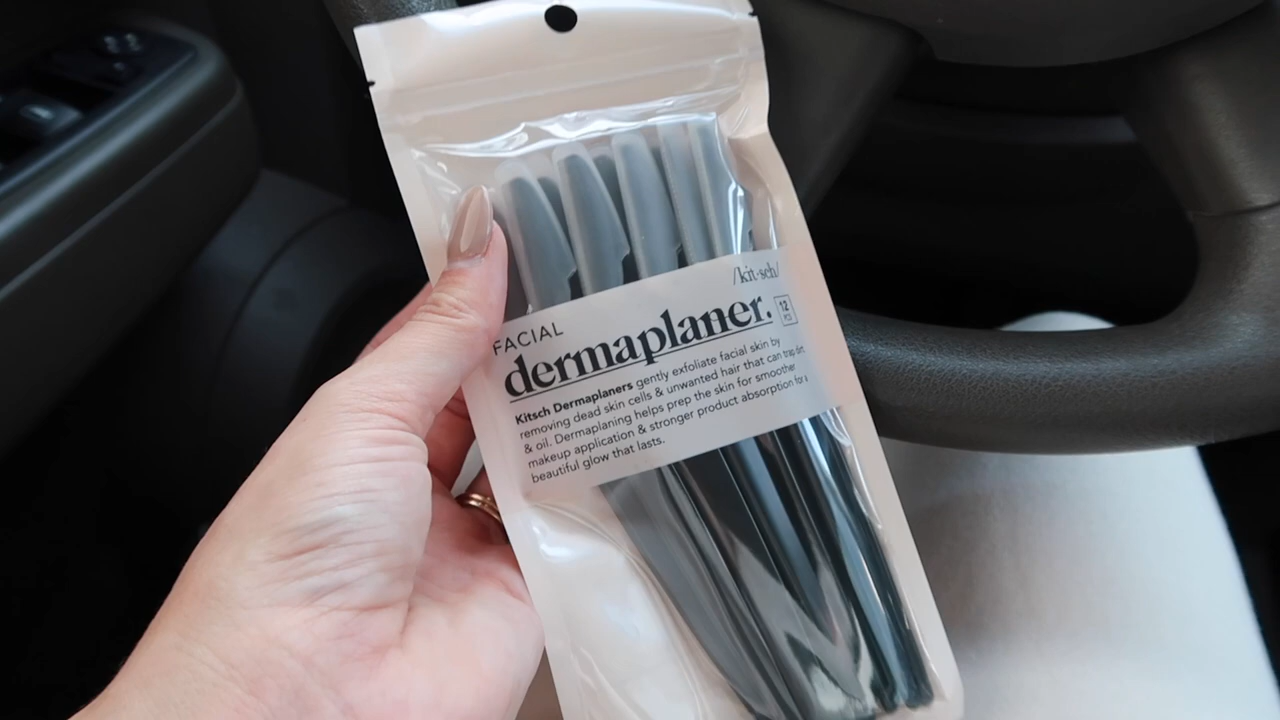 /kit·sch/
FACIAL
dermaplaner.
12
PCS
Kitsch Dermaplaners gently exfoliate facial skin by
removing dead skin cells & unwanted hair that can trap dirt
& oil. Dermaplaning helps prep the skin for smoother
makeup application & stronger product absorption for a
beautiful glow that lasts.